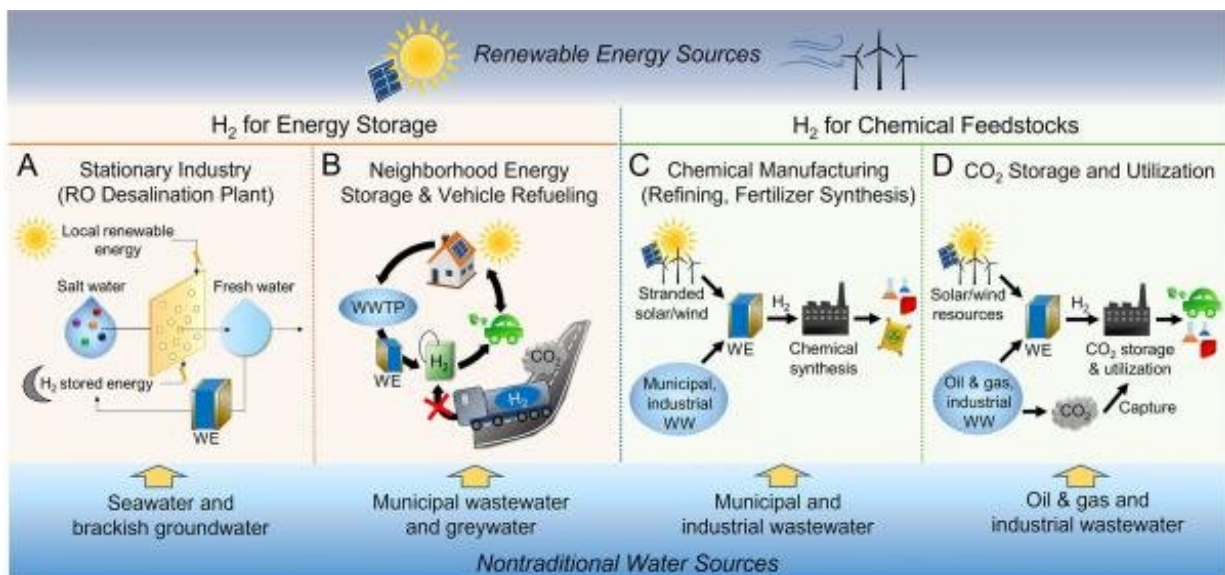 Renewable Energy Sources
H₂ for Energy Storage
H₂ for Chemical Feedstocks
A
Stationary Industry
(RO Desalination Plant)
Local renewable
energy
Salt water
Fresh water
H₂ stored energy
WE
B
Neighborhood Energy
Storage & Vehicle Refueling
WWTP
WE
H₂
CO₂
H₂
C
Chemical Manufacturing
(Refining, Fertilizer Synthesis)
Stranded
solar/wind
H₂
WE
Chemical
synthesis
Municipal,
industrial
WW
D
CO₂ Storage and Utilization
Solar/wind
resources
H₂
WE
CO₂ storage
& utilization
Oil & gas,
industrial
WW
CO₂
Capture
Seawater and
brackish groundwater
Municipal wastewater
and greywater
Municipal and
industrial wastewater
Oil & gas and
industrial wastewater
Nontraditional Water Sources